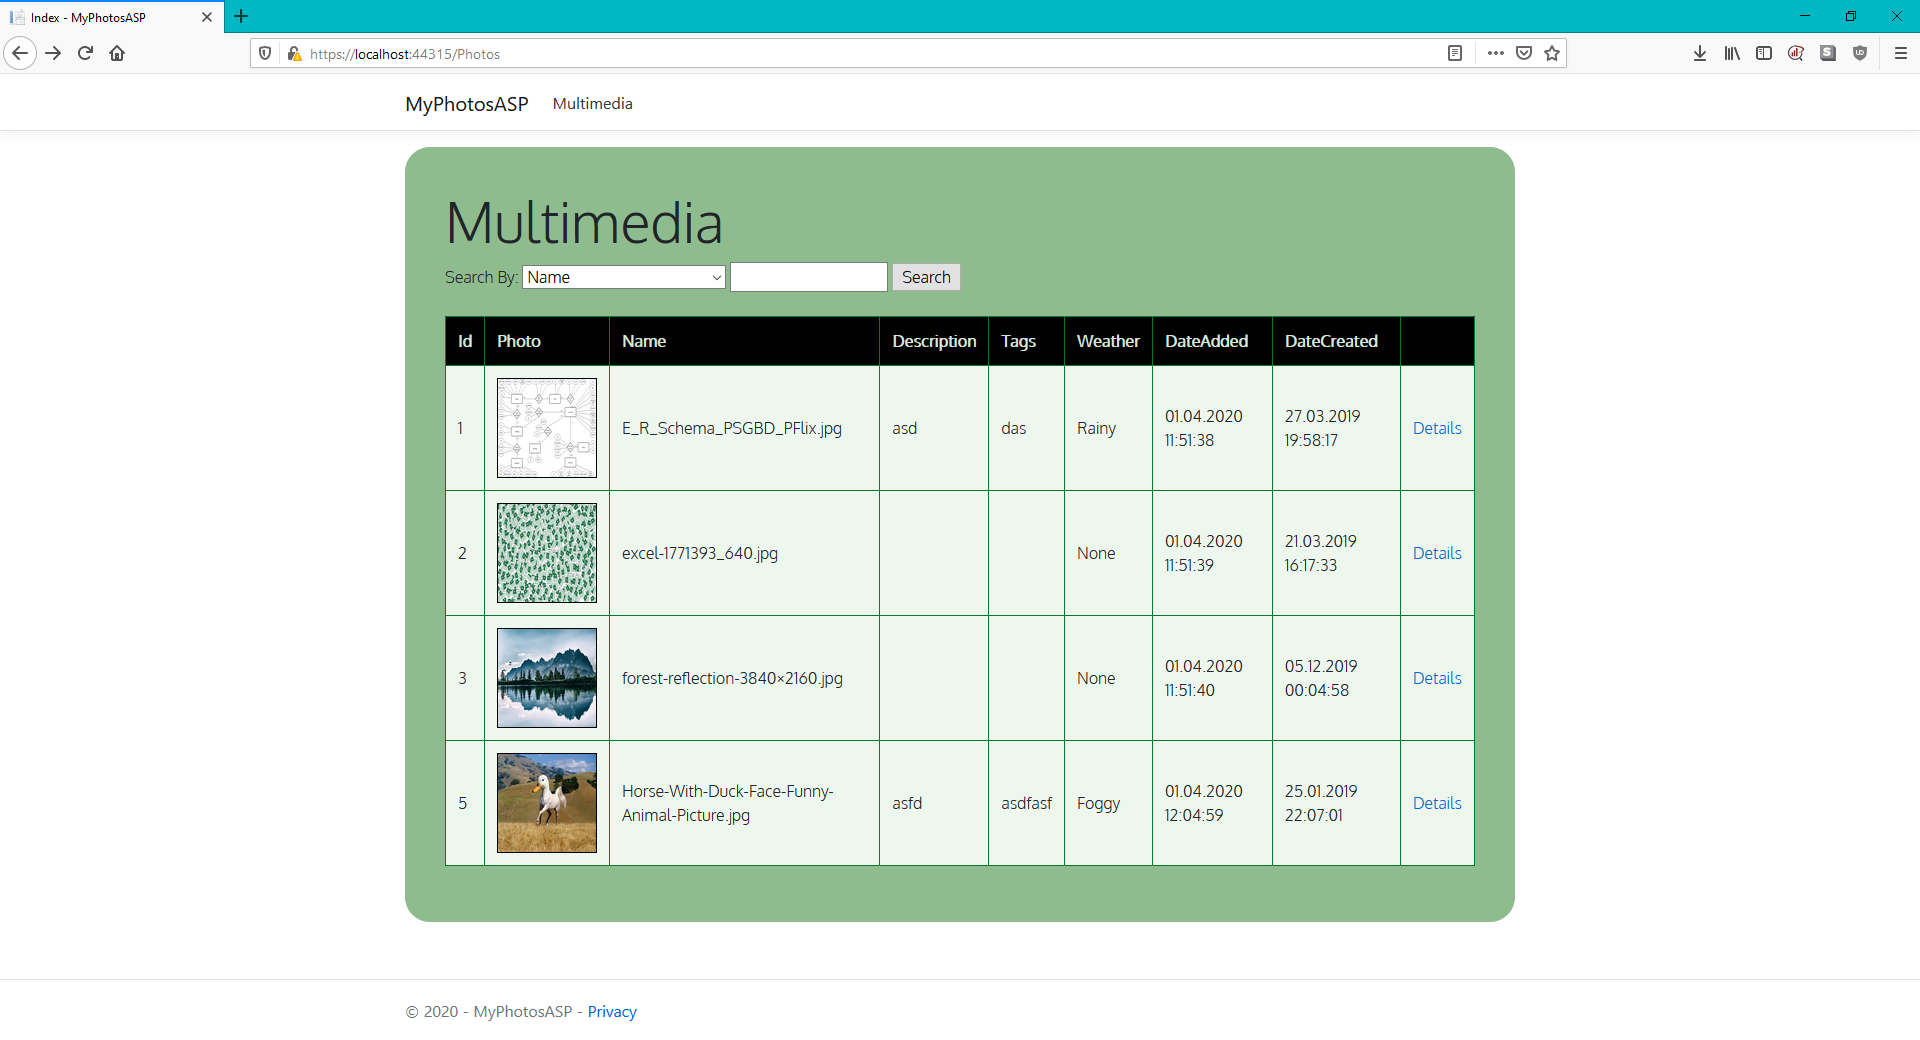 Index - MyPhotosASP
https://localhost:44315/Photos
MyPhotosASP Multimedia
Multimedia
Search By: Name Search
Id Photo Name Description Tags Weather DateAdded DateCreated
1 E_R_Schema_PSGBD_PFlix.jpg asd das Rainy 01.04.2020 11:51:38 27.03.2019 19:58:17 Details
2 excel-1771393_640.jpg None 01.04.2020 11:51:39 21.03.2019 16:17:33 Details
3 forest-reflection-3840×2160.jpg None 01.04.2020 11:51:40 05.12.2019 00:04:58 Details
5 Horse-With-Duck-Face-Funny-Animal-Picture.jpg asfd asdfasf Foggy 01.04.2020 12:04:59 25.01.2019 22:07:01 Details
© 2020 - MyPhotosASP - Privacy